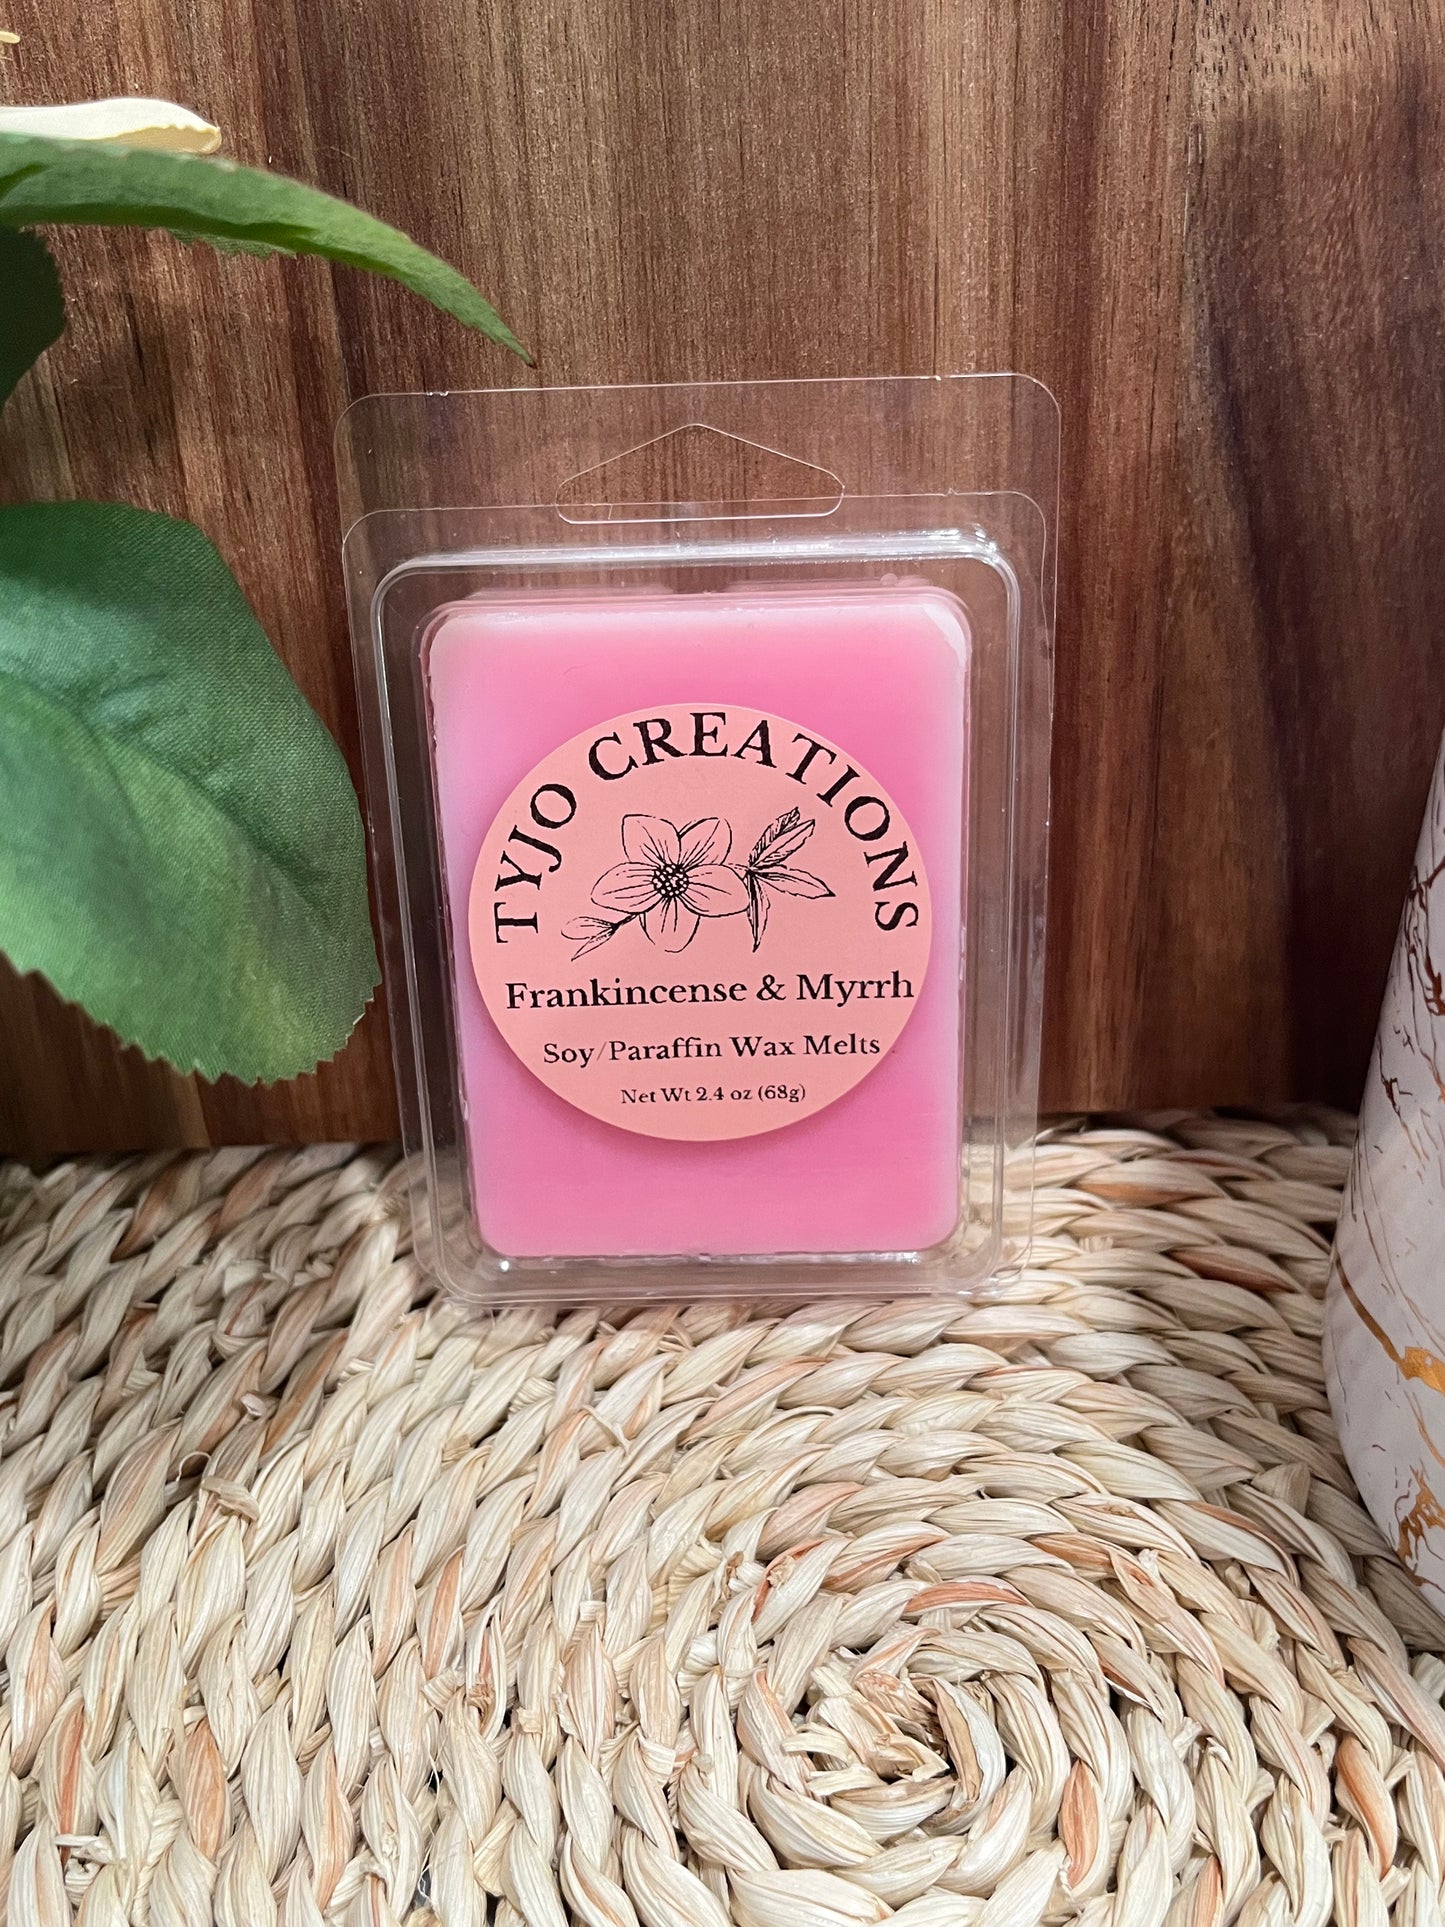 TYJO CREATIONS
Frankincense & Myrrh
Soy/Paraffin Wax Melts
Net Wt 2.4 oz (68g)